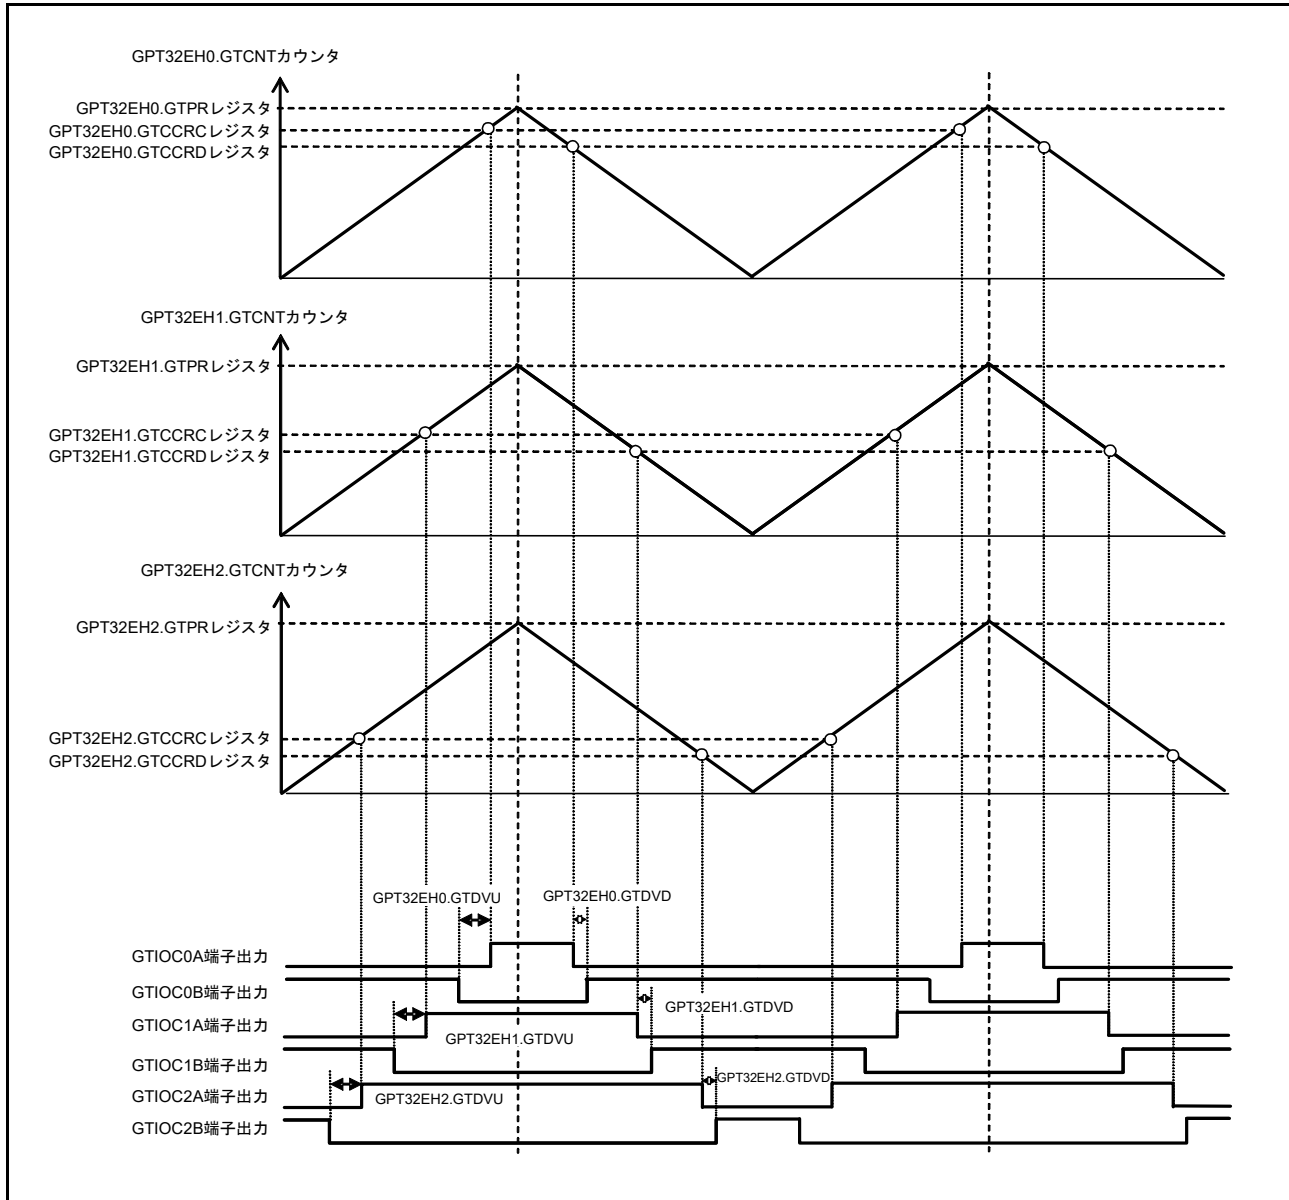 GPT32EH0.GTCNTカウンタ
GPT32EH0.GTPRレジスタ
GPT32EH0.GTCCRCレジスタ
GPT32EH0.GTCCRDレジスタ
GPT32EH1.GTCNTカウンタ
GPT32EH1.GTPRレジスタ
GPT32EH1.GTCCRCレジスタ
GPT32EH1.GTCCRDレジスタ
GPT32EH2.GTCNTカウンタ
GPT32EH2.GTPRレジスタ
GPT32EH2.GTCCRCレジスタ
GPT32EH2.GTCCRDレジスタ
GPT32EH0.GTDVU
GPT32EH0.GTDVD
GTIOC0A端子出力
GTIOC0B端子出力
GPT32EH1.GTDVD
GTIOC1A端子出力
GPT32EH1.GTDVU
GTIOC1B端子出力
GPT32EH2.GTDVD
GTIOC2A端子出力
GPT32EH2.GTDVU
GTIOC2B端子出力